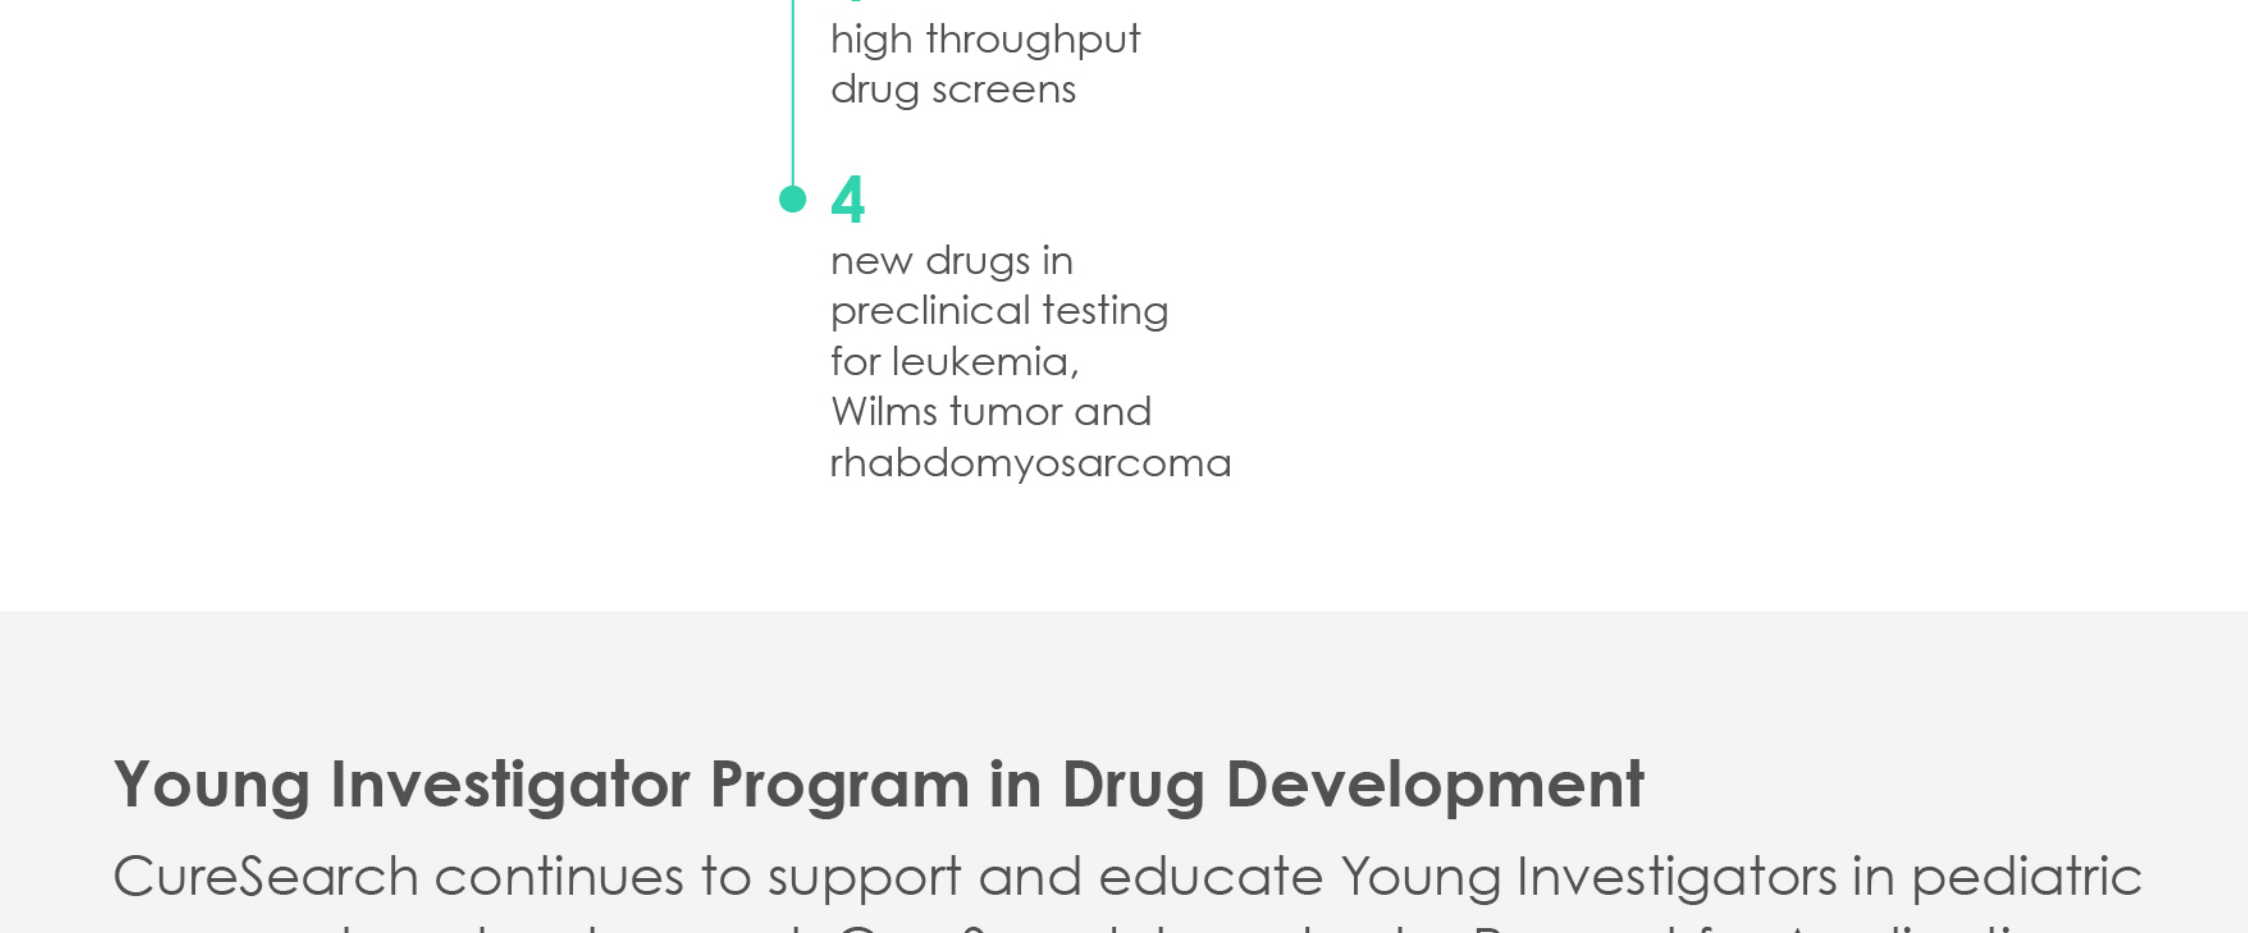 high throughput
drug screens
4
new drugs in
preclinical testing
for leukemia,
Wilms tumor and
rhabdomyosarcoma
Young Investigator Program in Drug Development
CureSearch continues to support and educate Young Investigators in pediatric